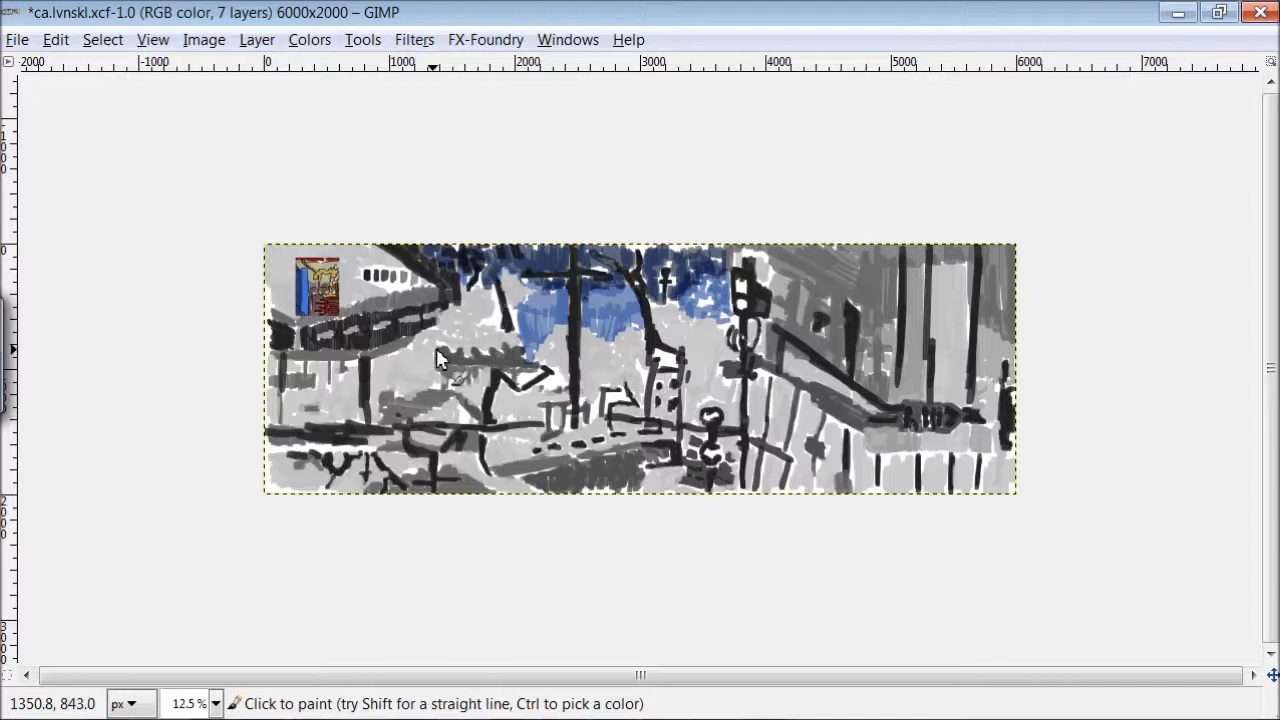 *ca.lvnskl.xcf-1.0 (RGB color, 7 layers) 6000x2000 – GIMP
File Edit Select View Image Layer Colors Tools Filters FX-Foundry Windows Help
-2000 -1000 0 1000 2000 3000 4000 5000 6000 7000
1350.8, 843.0 px 12.5 % Click to paint (try Shift for a straight line, Ctrl to pick a color)